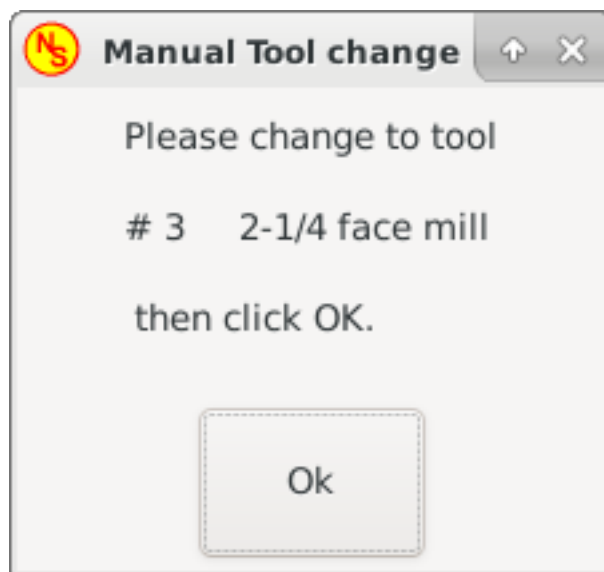 NS Manual Tool change
Please change to tool
# 3 2-1/4 face mill
then click OK.
Ok